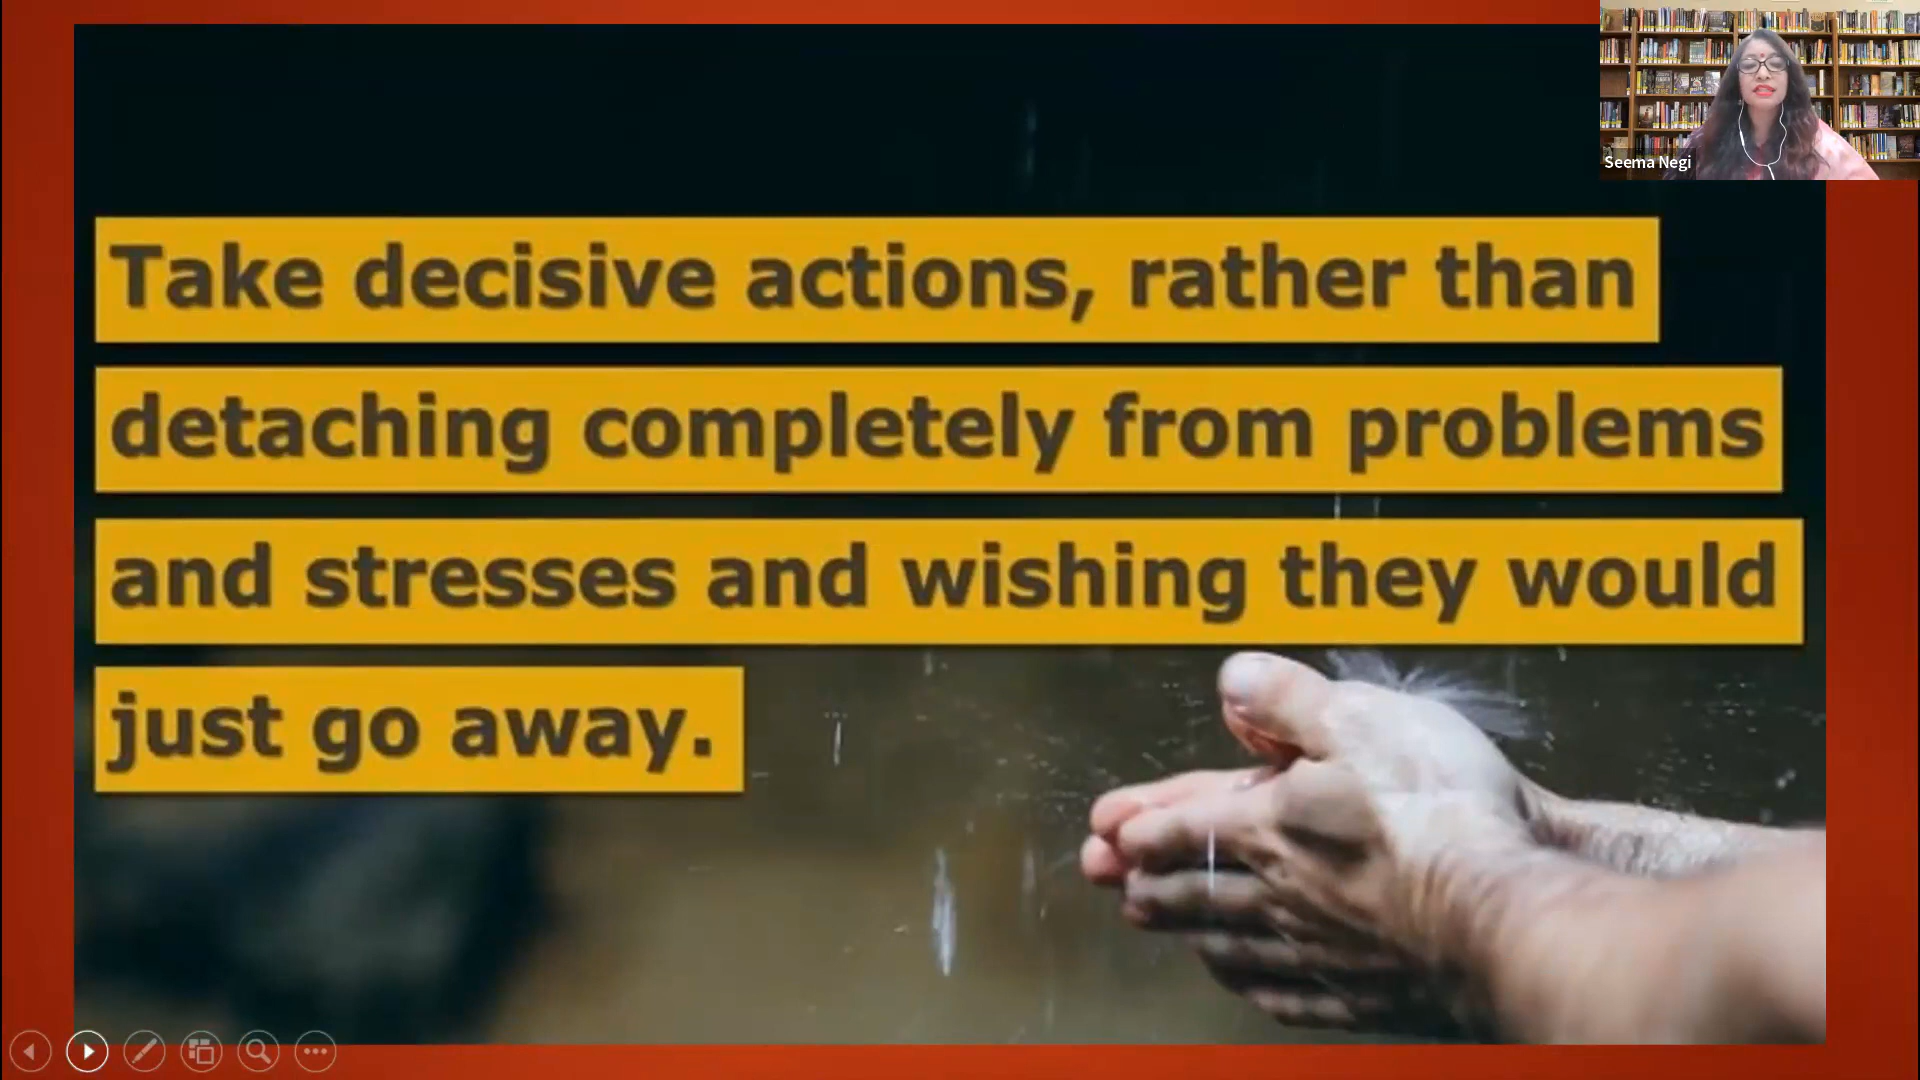 Seema Negi
Take decisive actions, rather than
detaching completely from problems
and stresses and wishing they would
just go away.